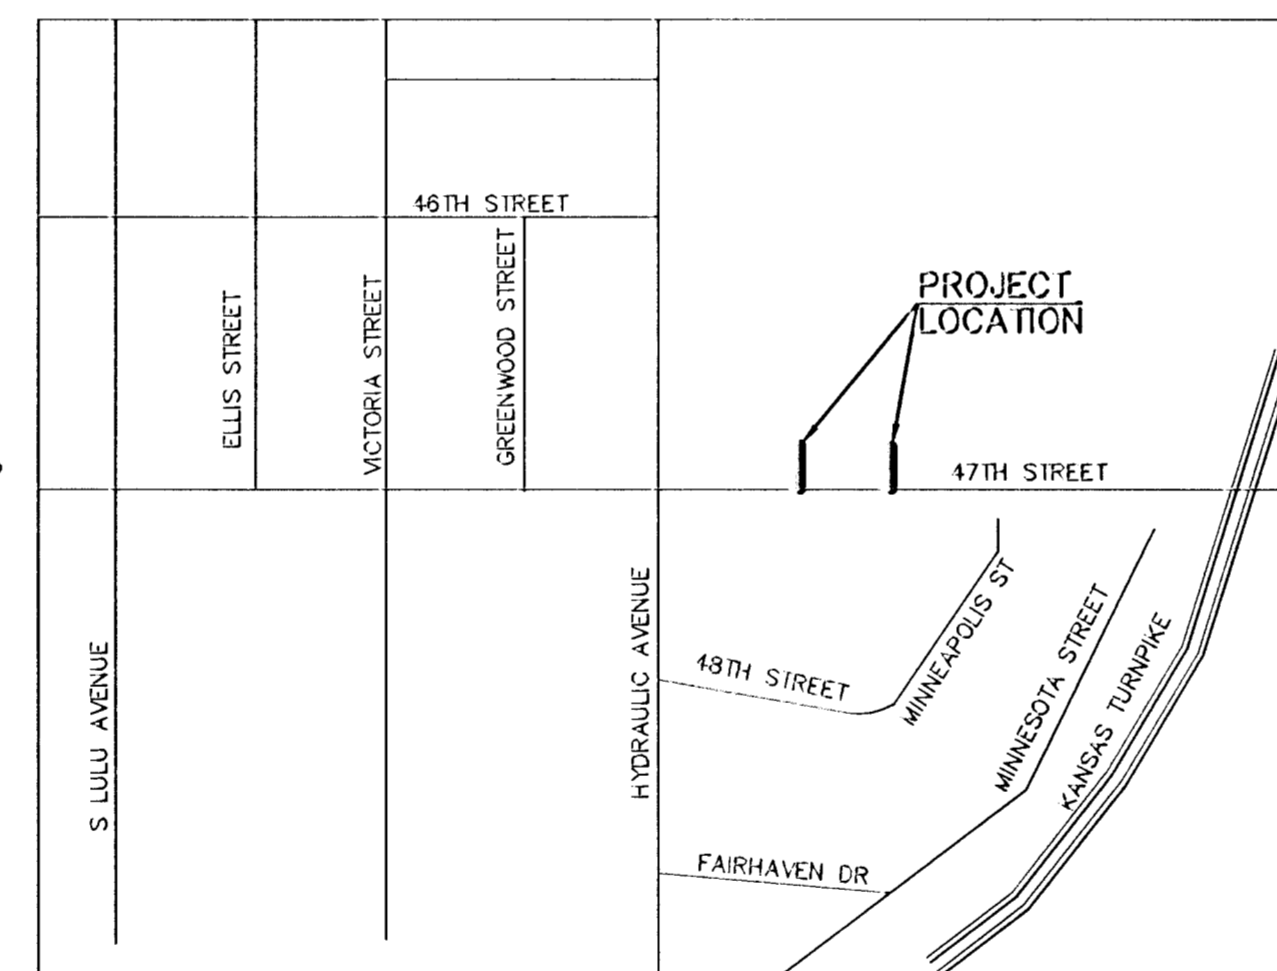 46TH STREET
ELLIS STREET
VICTORIA STREET
GREENWOOD STREET
PROJECT
LOCATION
47TH STREET
S LULU AVENUE
HYDRAULIC AVENUE
48TH STREET
MINNEAPOLIS ST
MINNESOTA STREET
KANSAS TURNPIKE
FAIRHAVEN DR